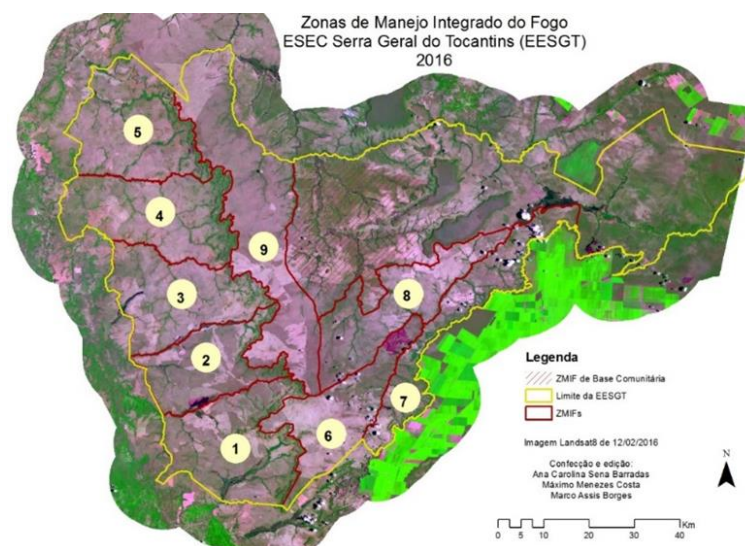 Zonas de Manejo Integrado do Fogo
ESEC Serra Geral do Tocantins (EESGT)
2016
5
4
9
3
8
2
7
6
1
Legenda
ZMIF de Base Comunitária
Limite da EESGT
ZMIFs
Imagem Landsat8 de 12/02/2016
Confecção e edição:
Ana Carolina Sena Barradas
Máximo Menezes Costa
Marco Assis Borges
N
Km
0 5 10 20 30 40